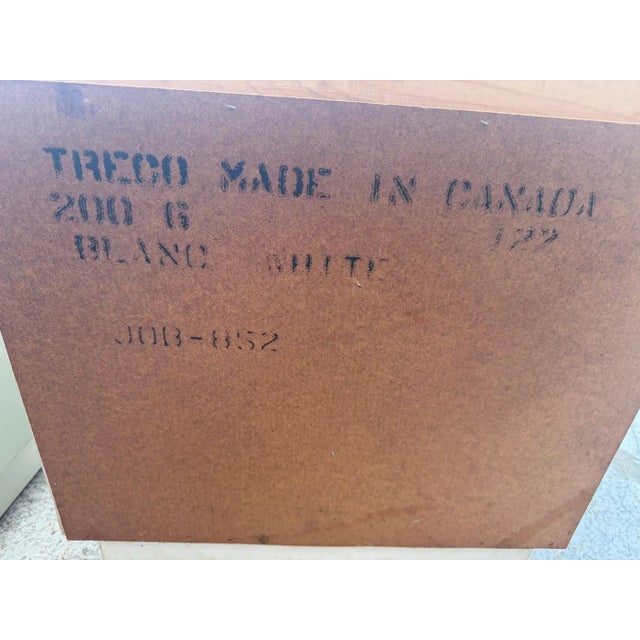 TRECO MADE IN CANADA
200 G 122
BLANC WHITE
JOB-852